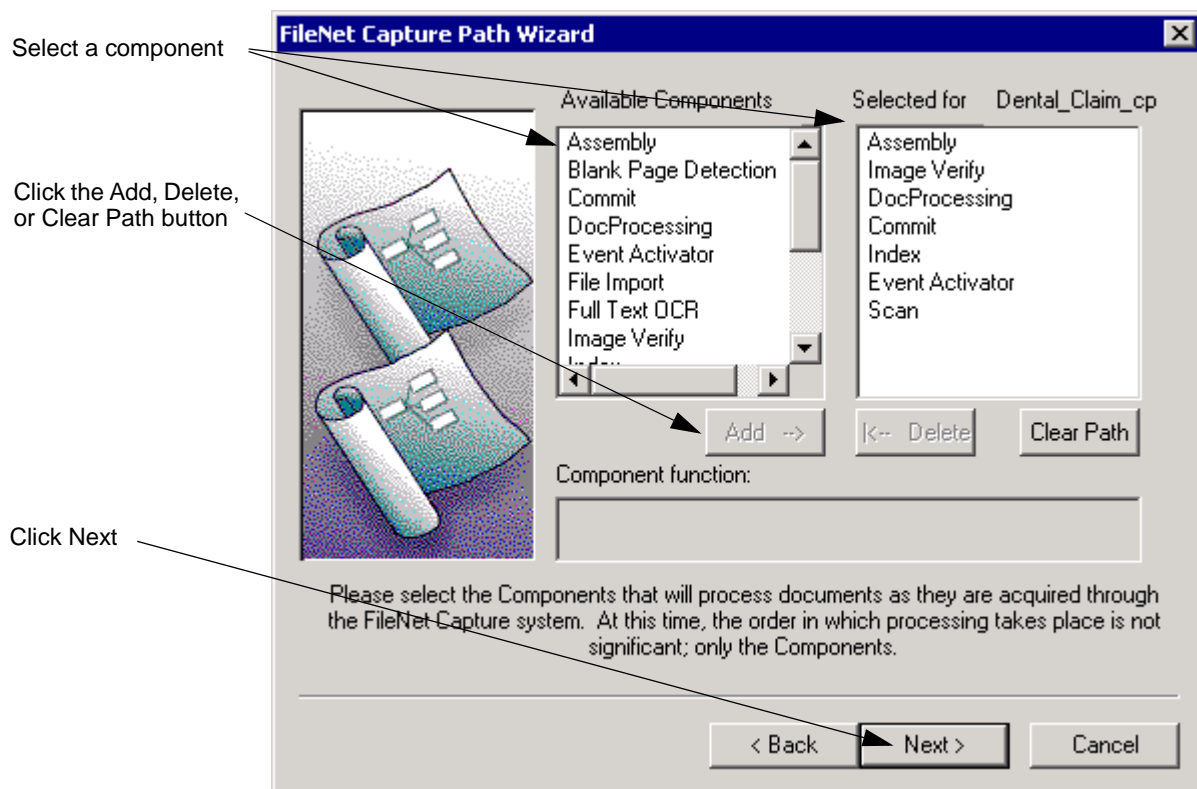 FileNet Capture Path Wizard
Select a component
Available Components
Selected for Dental_Claim_cp
Assembly
Blank Page Detection
Commit
DocProcessing
Event Activator
File Import
Full Text OCR
Image Verify
Index
Assembly
Image Verify
DocProcessing
Commit
Index
Event Activator
Scan
Click the Add, Delete,
or Clear Path button
Add -->
|<-- Delete
Clear Path
Component function:
Click Next
Please select the Components that will process documents as they are acquired through
the FileNet Capture system. At this time, the order in which processing takes place is not
significant; only the Components.
< Back
Next >
Cancel